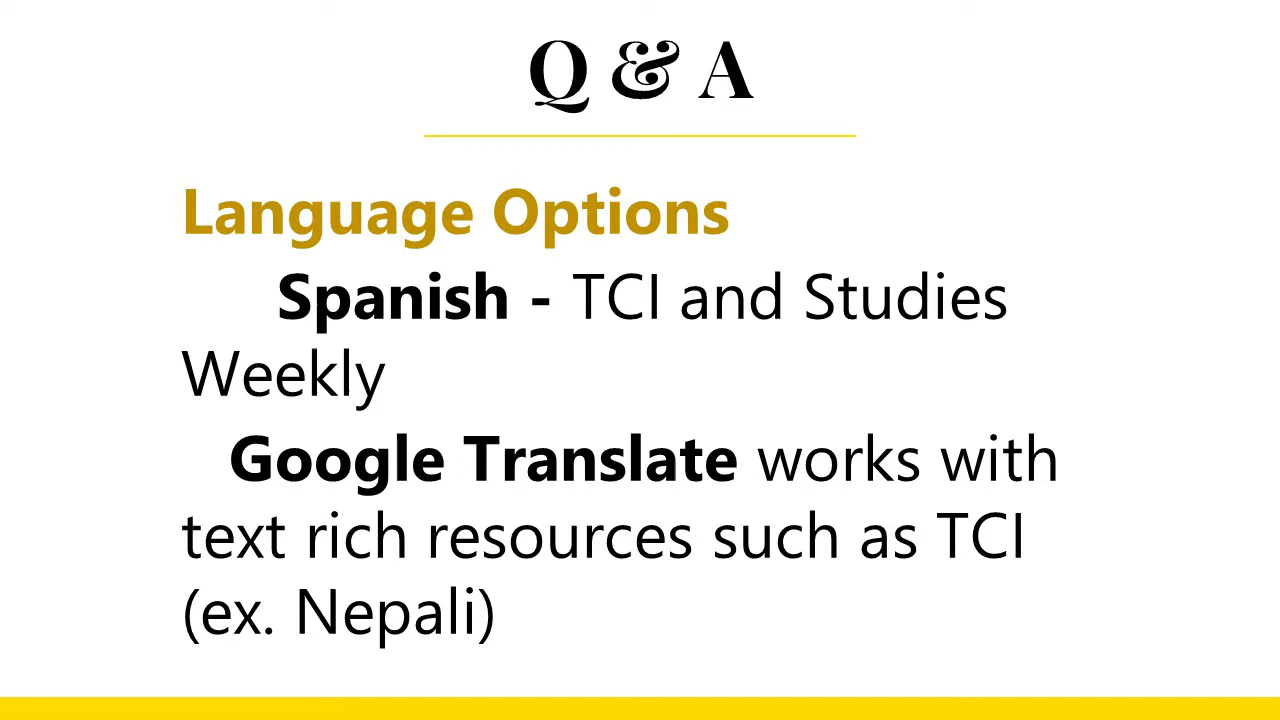 Q & A
Language Options
Spanish - TCI and Studies
Weekly
Google Translate works with
text rich resources such as TCI
(ex. Nepali)